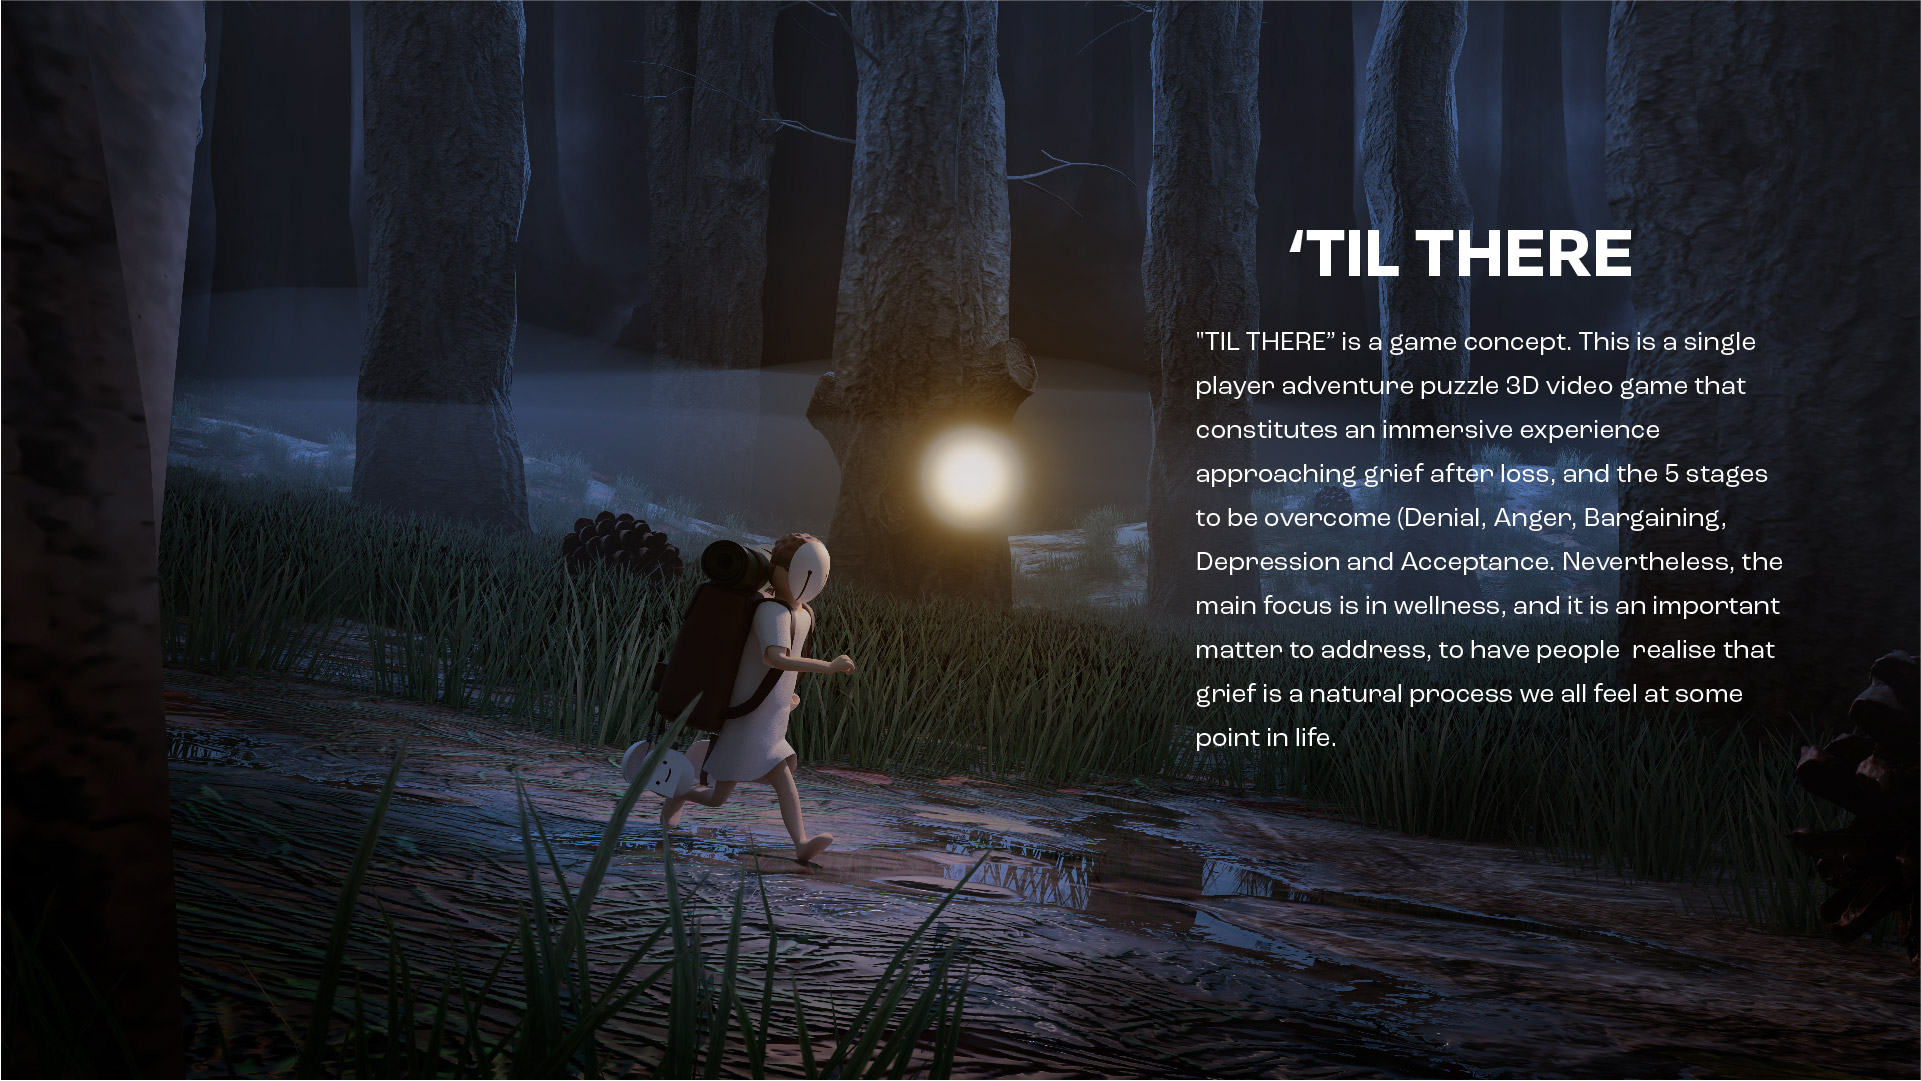 ‘TIL THERE
"TIL THERE” is a game concept. This is a single
player adventure puzzle 3D video game that
constitutes an immersive experience
approaching grief after loss, and the 5 stages
to be overcome (Denial, Anger, Bargaining,
Depression and Acceptance. Nevertheless, the
main focus is in wellness, and it is an important
matter to address, to have people  realise that
grief is a natural process we all feel at some
point in life.